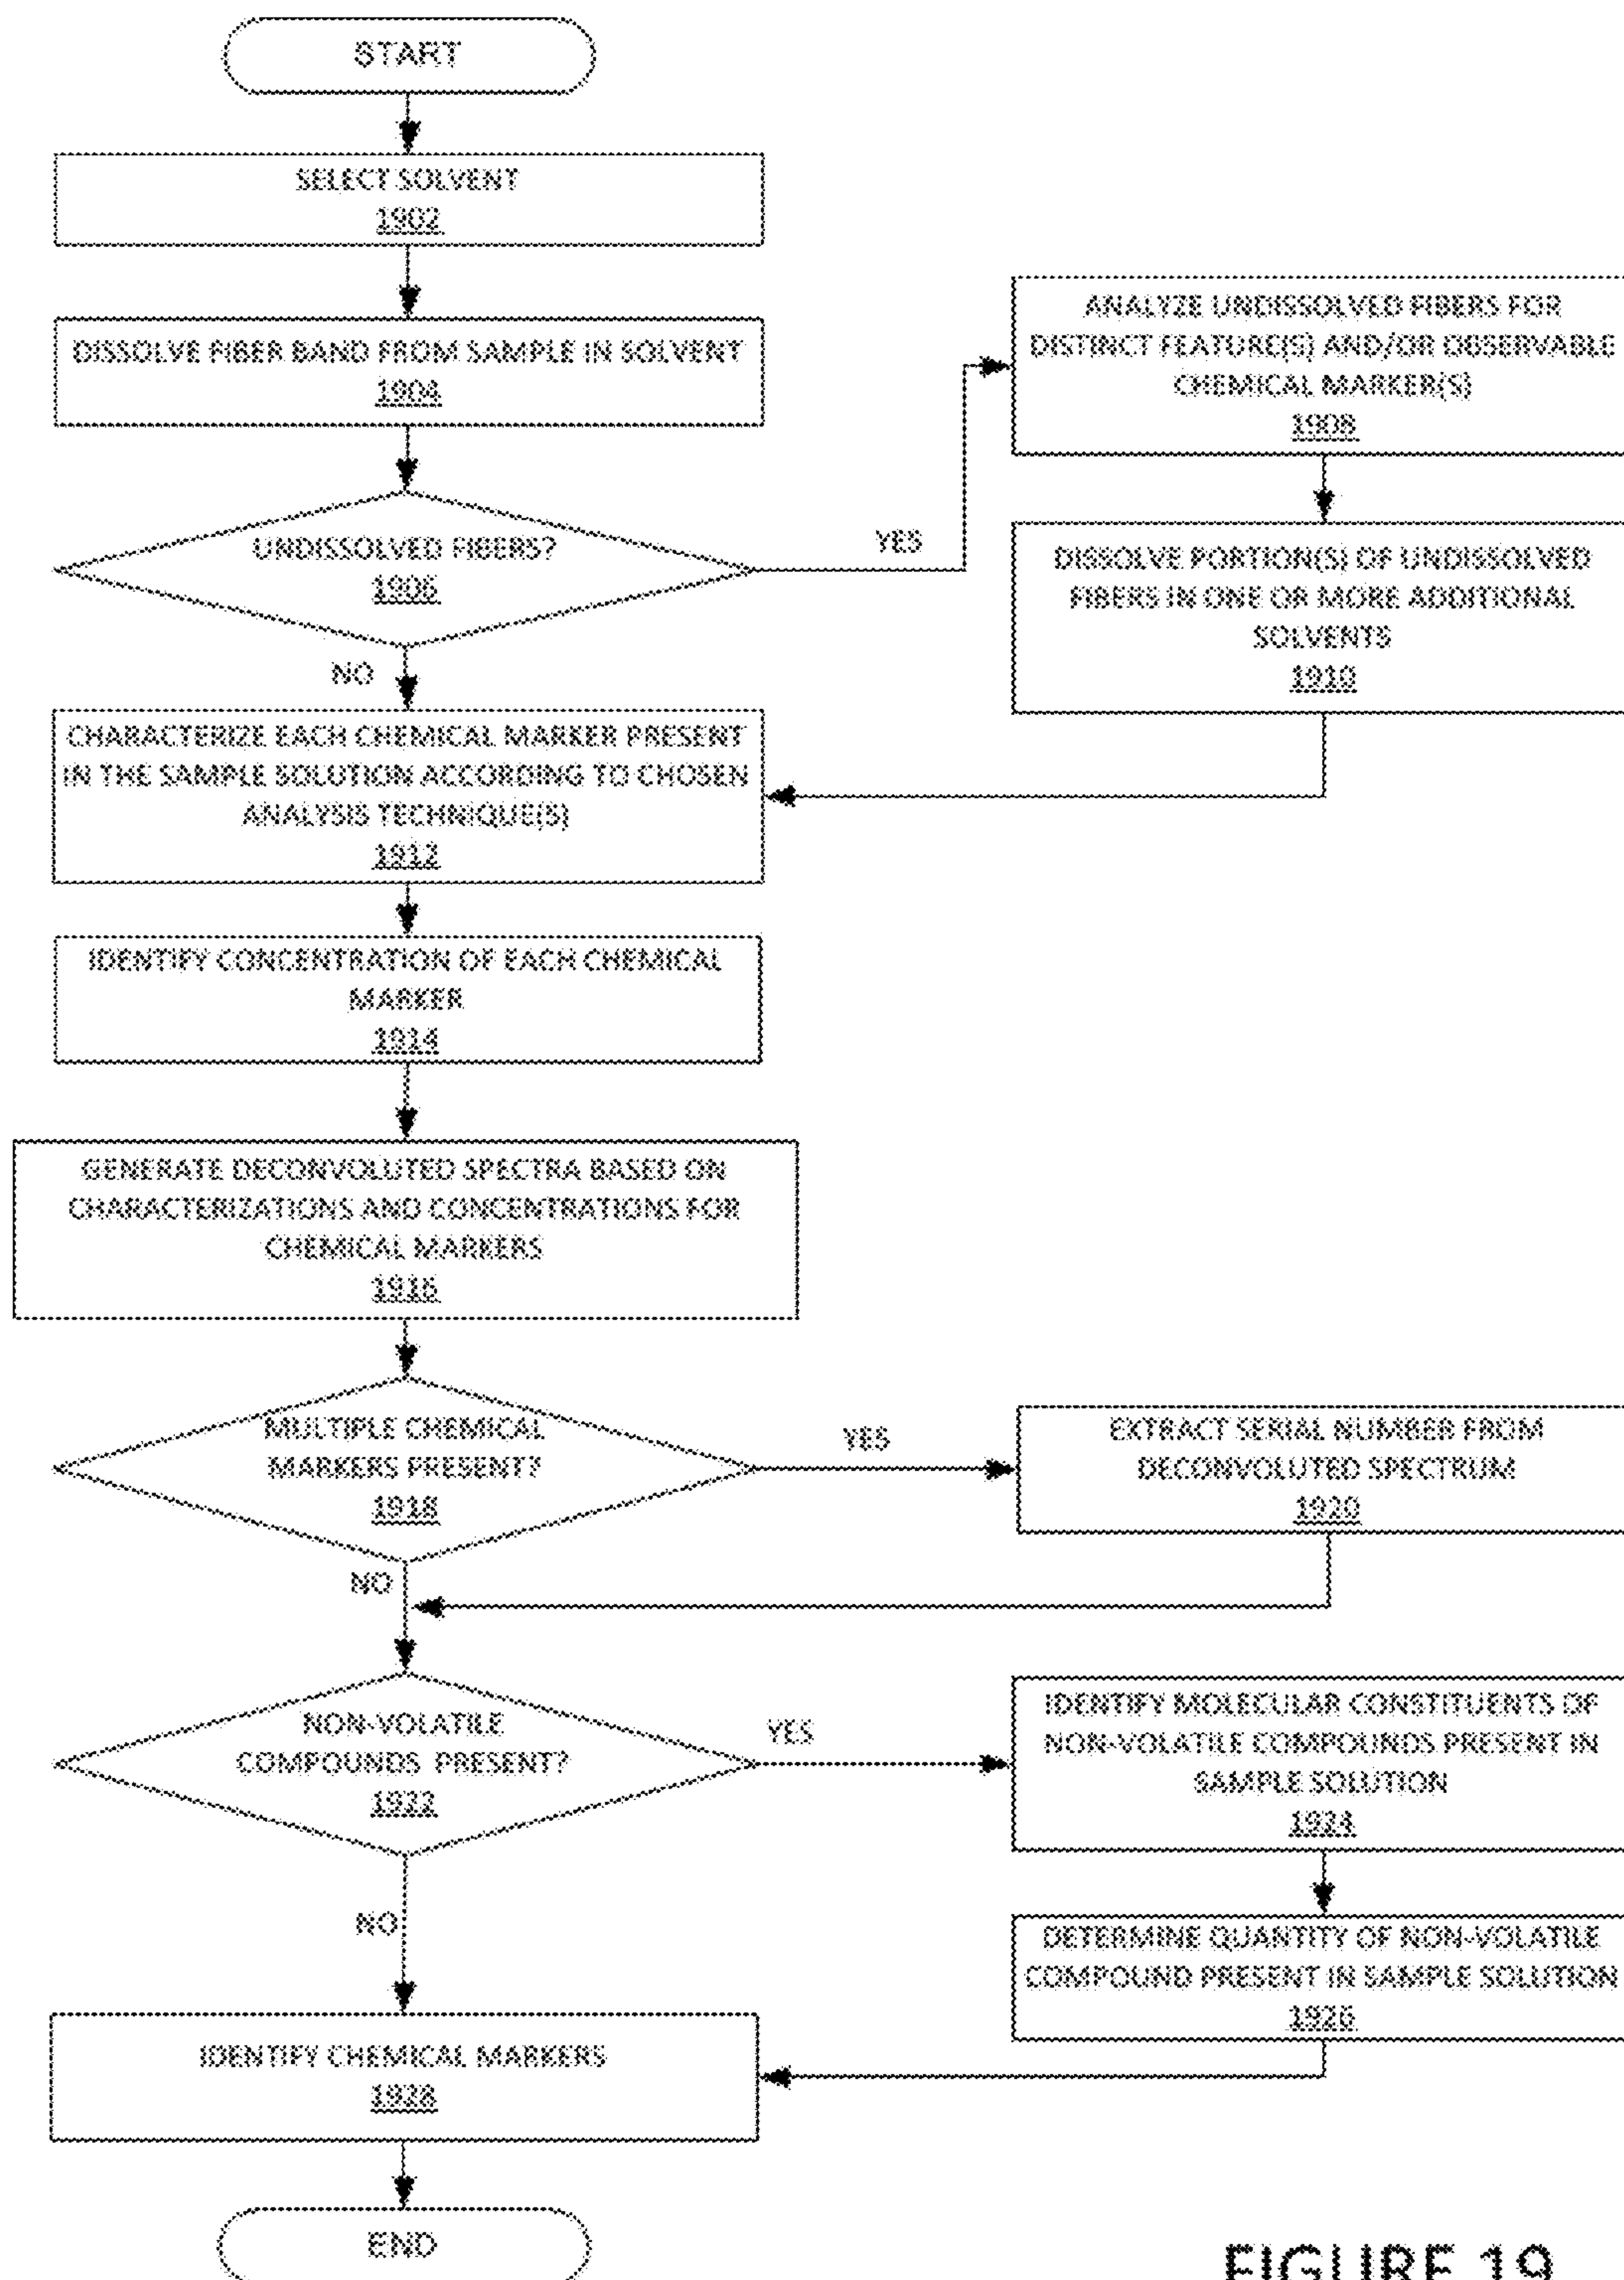 START
SELECT SOLVENT
1902
DISSOLVE FIBER BAND FROM SAMPLE IN SOLVENT
1904
UNDISSOLVED FIBERS?
1906
YES
NO
ANALYZE UNDISSOLVED FIBERS FOR
DISTINCT FEATURE(S) AND/OR OBSERVABLE
CHEMICAL MARKER(S)
1908
DISSOLVE PORTION(S) OF UNDISSOLVED
FIBERS IN ONE OR MORE ADDITIONAL
SOLVENTS
1910
CHARACTERIZE EACH CHEMICAL MARKER PRESENT
IN THE SAMPLE SOLUTION ACCORDING TO CHOSEN
ANALYSIS TECHNIQUE(S)
1912
IDENTIFY CONCENTRATION OF EACH CHEMICAL
MARKER
1914
GENERATE DECONVOLUTED SPECTRA BASED ON
CHARACTERIZATIONS AND CONCENTRATIONS FOR
CHEMICAL MARKERS
1916
MULTIPLE CHEMICAL
MARKERS PRESENT?
1918
YES
NO
EXTRACT SERIAL NUMBER FROM
DECONVOLUTED SPECTRUM
1920
NON-VOLATILE
COMPOUNDS PRESENT?
1922
YES
NO
IDENTIFY MOLECULAR CONSTITUENTS OF
NON-VOLATILE COMPOUNDS PRESENT IN
SAMPLE SOLUTION
1924
DETERMINE QUANTITY OF NON-VOLATILE
COMPOUND PRESENT IN SAMPLE SOLUTION
1926
IDENTIFY CHEMICAL MARKERS
1928
END
FIGURE 19